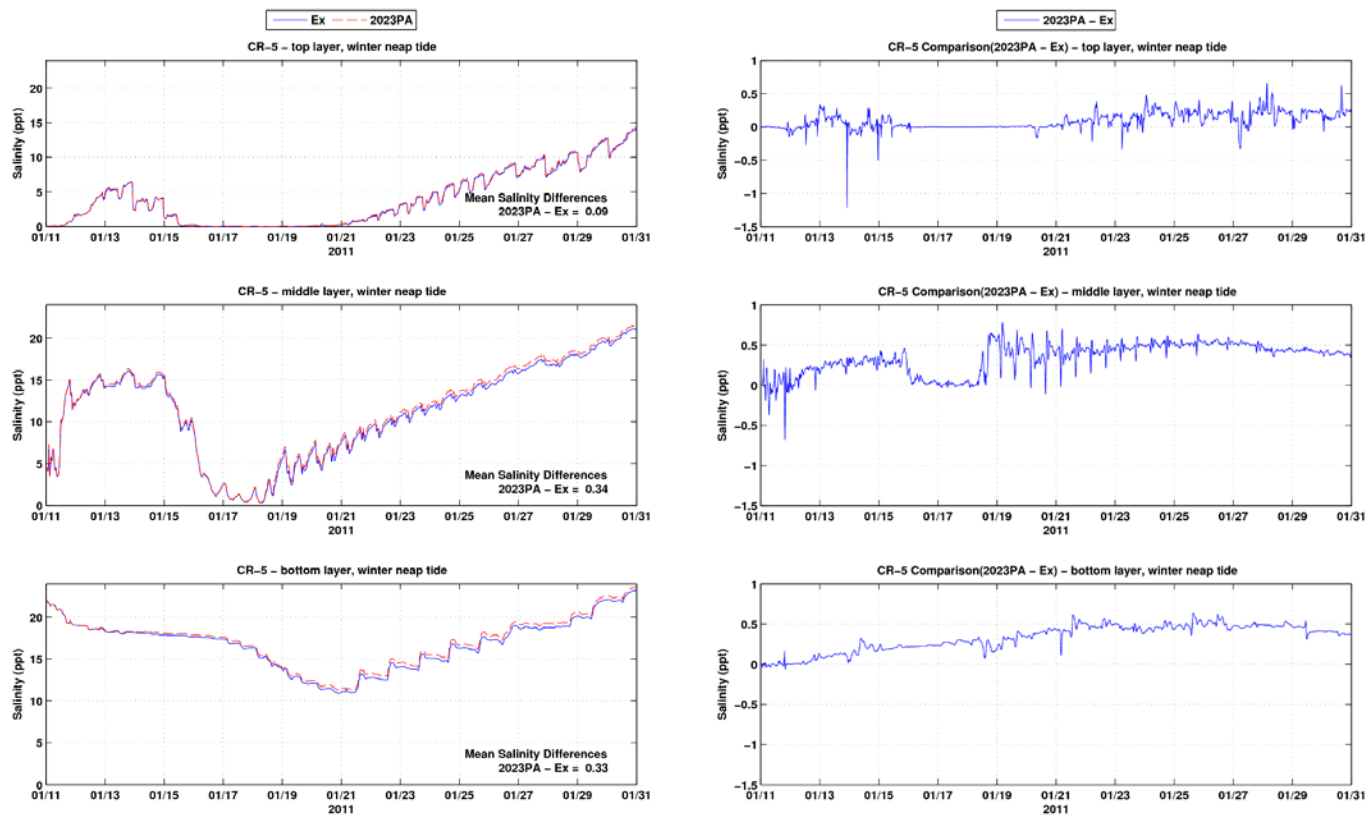 Ex 2023PA
CR−5 − top layer, winter neap tide
Salinity (ppt)
20
15
10
5
0
Mean Salinity Differences
2023PA − Ex = 0.09
01/11 01/13 01/15 01/17 01/19 01/21 01/23 01/25 01/27 01/29 01/31
2011
2023PA − Ex
CR−5 Comparison(2023PA − Ex) − top layer, winter neap tide
Salinity (ppt)
1
0.5
0
−0.5
−1
−1.5
01/11 01/13 01/15 01/17 01/19 01/21 01/23 01/25 01/27 01/29 01/31
2011
CR−5 − middle layer, winter neap tide
Salinity (ppt)
20
15
10
5
0
Mean Salinity Differences
2023PA − Ex = 0.34
01/11 01/13 01/15 01/17 01/19 01/21 01/23 01/25 01/27 01/29 01/31
2011
CR−5 Comparison(2023PA − Ex) − middle layer, winter neap tide
Salinity (ppt)
1
0.5
0
−0.5
−1
−1.5
01/11 01/13 01/15 01/17 01/19 01/21 01/23 01/25 01/27 01/29 01/31
2011
CR−5 − bottom layer, winter neap tide
Salinity (ppt)
20
15
10
5
0
Mean Salinity Differences
2023PA − Ex = 0.33
01/11 01/13 01/15 01/17 01/19 01/21 01/23 01/25 01/27 01/29 01/31
2011
CR−5 Comparison(2023PA − Ex) − bottom layer, winter neap tide
Salinity (ppt)
1
0.5
0
−0.5
−1
−1.5
01/11 01/13 01/15 01/17 01/19 01/21 01/23 01/25 01/27 01/29 01/31
2011